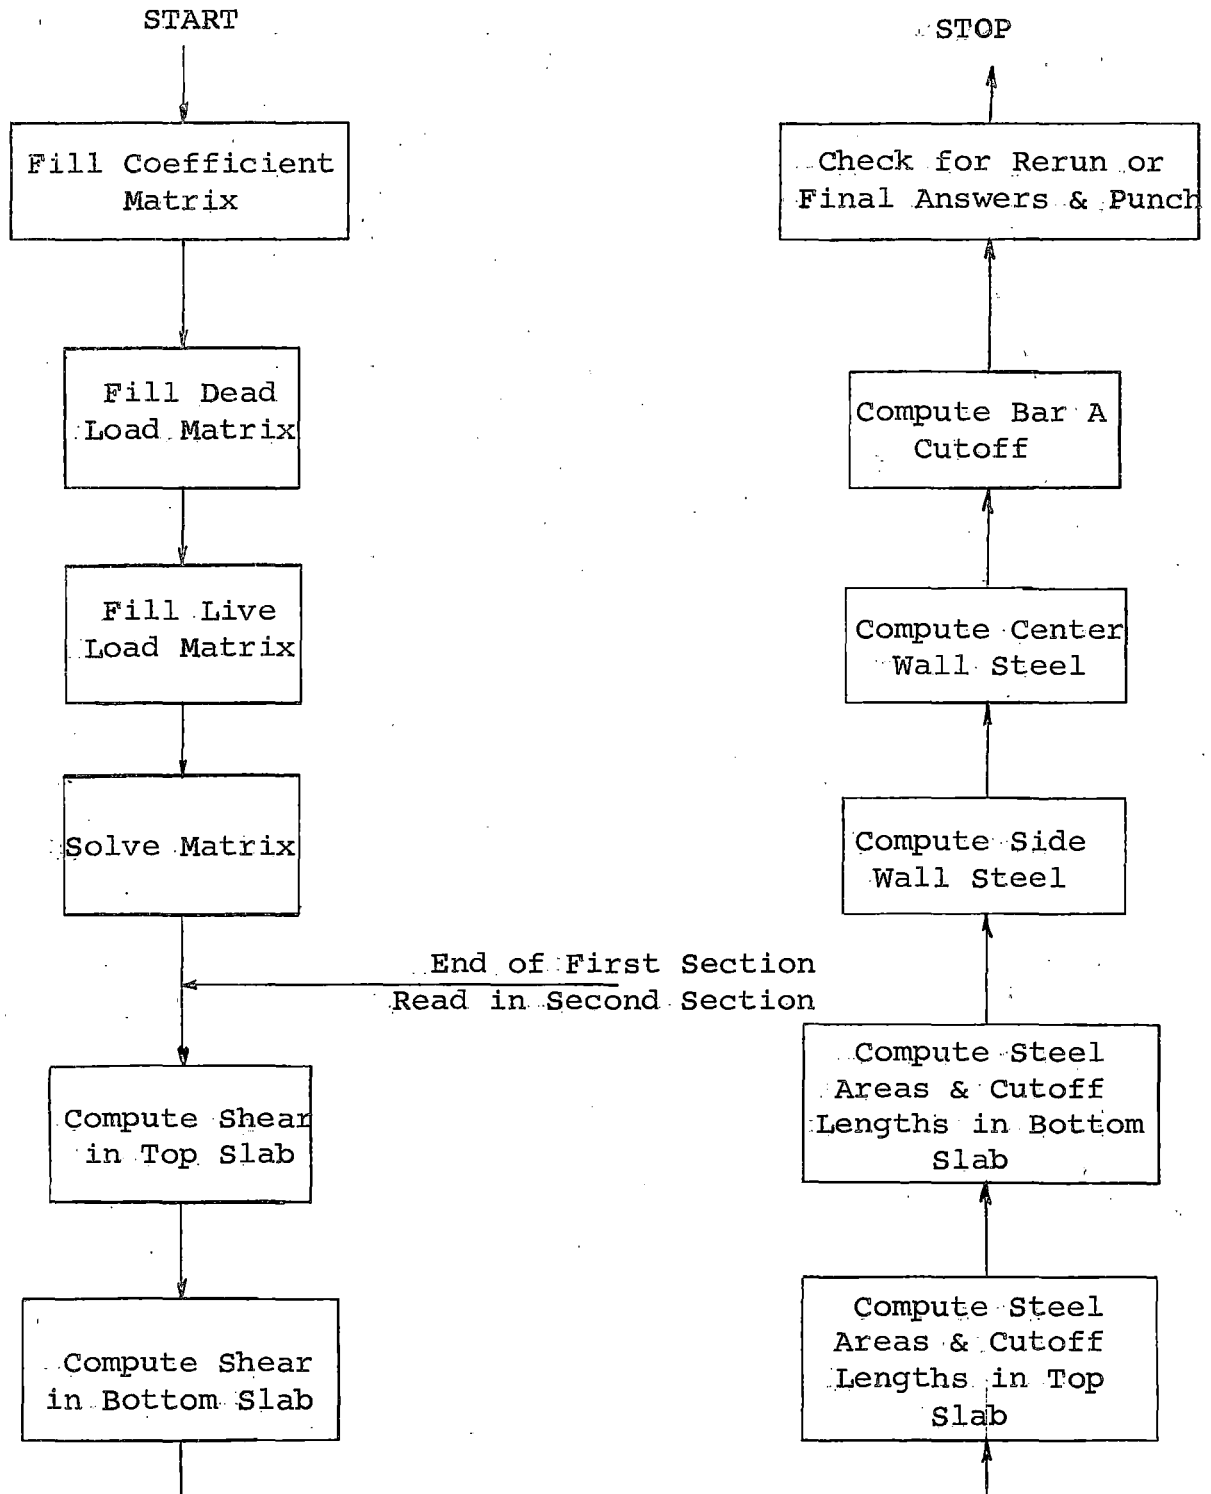 START
Fill Coefficient
Matrix
Fill Dead
Load Matrix
Fill Live
Load Matrix
Solve Matrix
End of First Section
Read in Second Section
Compute Shear
in Top Slab
Compute Shear
in Bottom Slab
STOP
Check for Rerun or
Final Answers & Punch
Compute Bar A
Cutoff
Compute Center
Wall Steel
Compute Side
Wall Steel
Compute Steel
Areas & Cutoff
Lengths in Bottom
Slab
Compute Steel
Areas & Cutoff
Lengths in Top
Slab